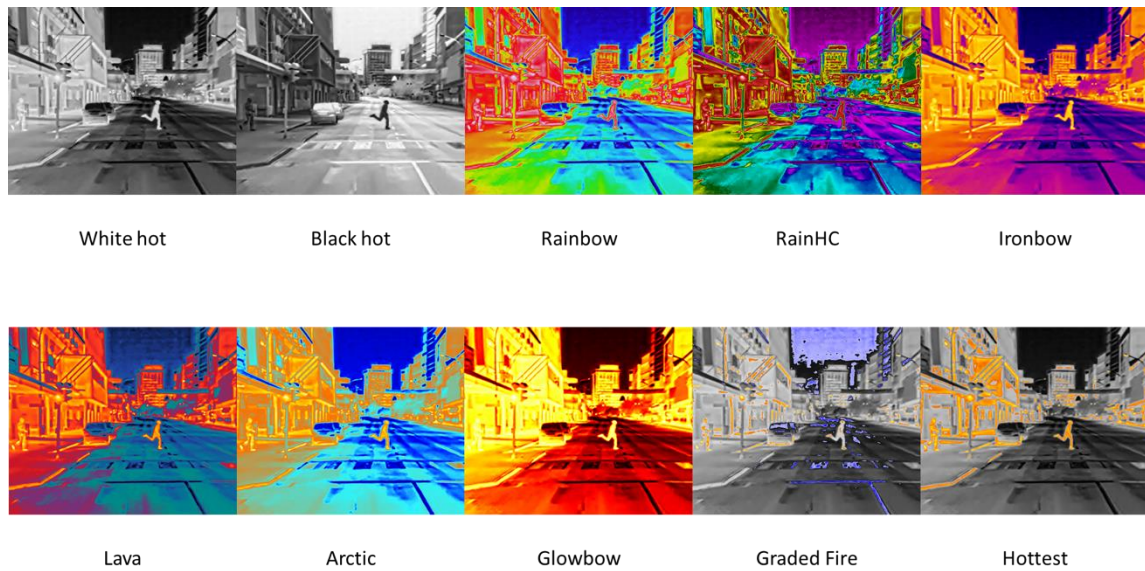 White hot
Black hot
Rainbow
RainHC
Ironbow
Lava
Arctic
Glowbow
Graded Fire
Hottest